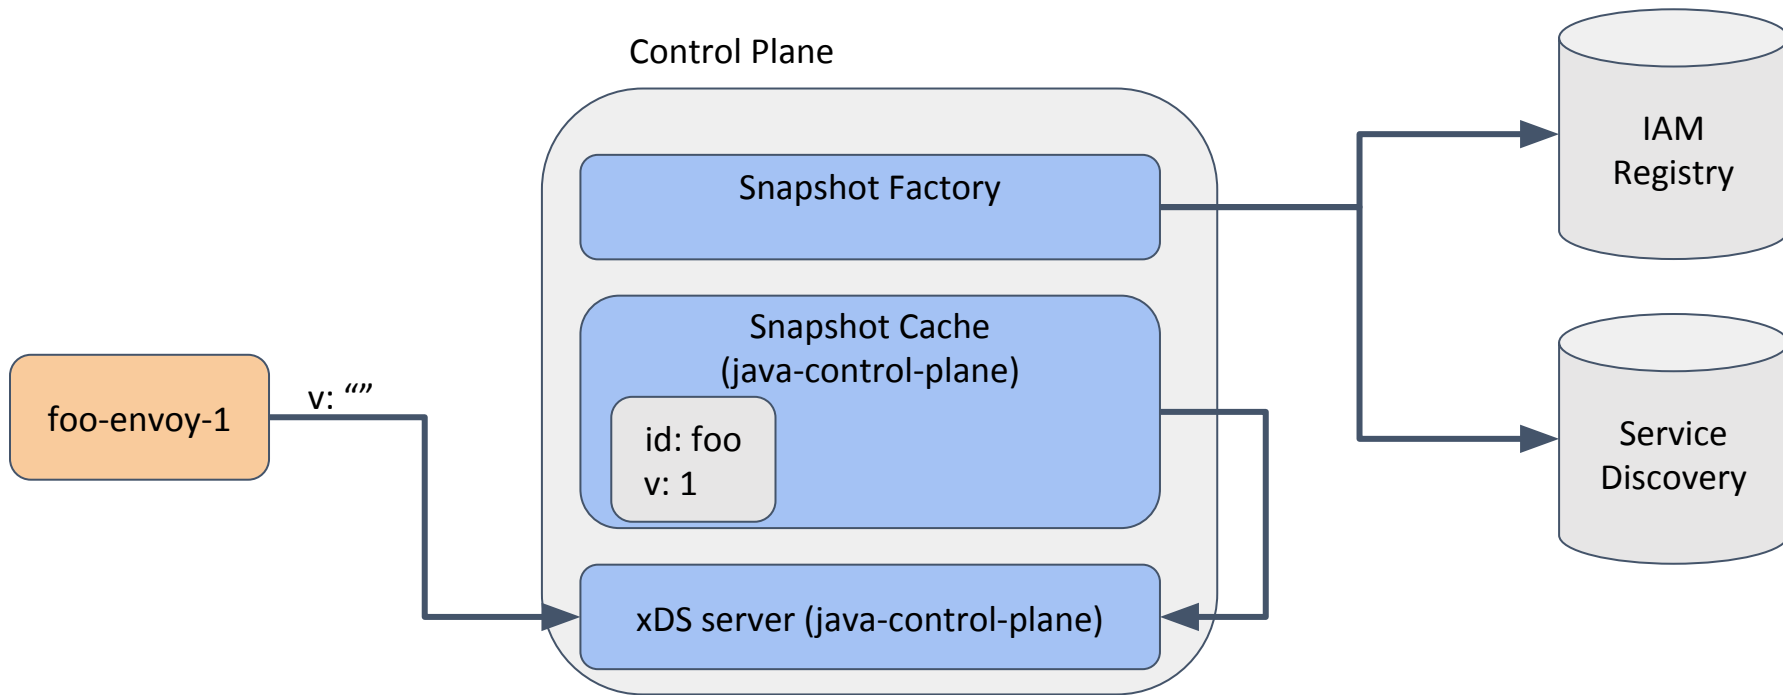 Control Plane
Snapshot Factory
Snapshot Cache
(java-control-plane)
id: foo
v: 1
xDS server (java-control-plane)
foo-envoy-1
v: “”
IAM
Registry
Service
Discovery